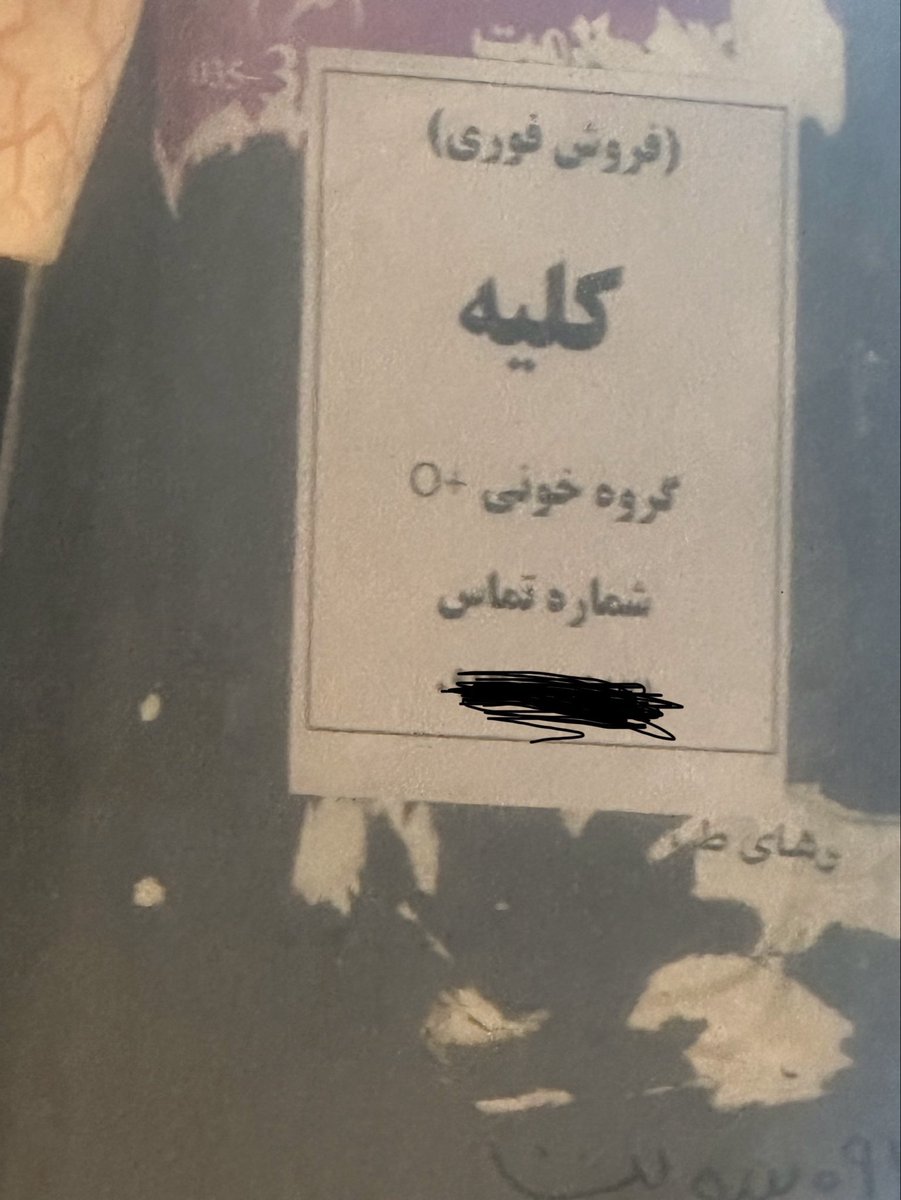 (فروش فوری)
کلیه
گروه خونی +O
شماره تماس